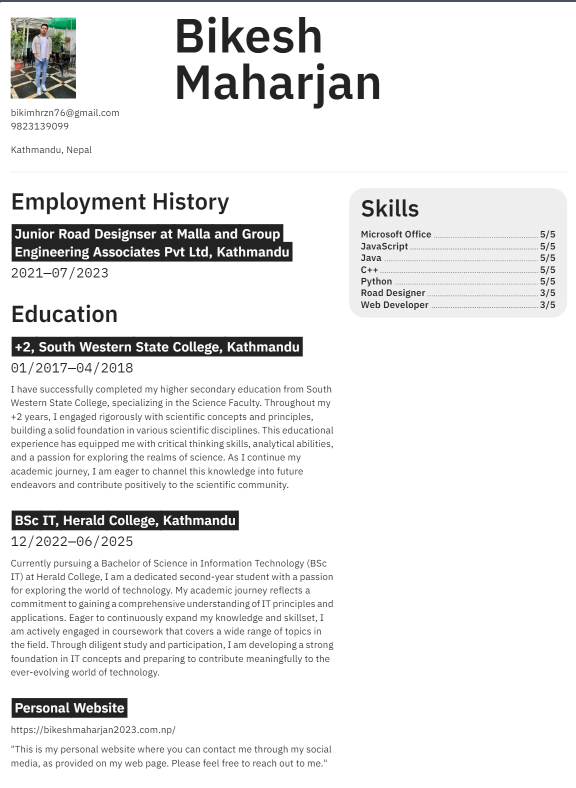 Bikesh
Maharjan
bikimhrzn76@gmail.com
9823139099
Kathmandu, Nepal
Employment History
Junior Road Designser at Malla and Group
Engineering Associates Pvt Ltd, Kathmandu
2021—07/2023
Education
+2, South Western State College, Kathmandu
01/2017—04/2018
I have successfully completed my higher secondary education from South
Western State College, specializing in the Science Faculty. Throughout my
+2 years, I engaged rigorously with scientific concepts and principles,
building a solid foundation in various scientific disciplines. This educational
experience has equipped me with critical thinking skills, analytical abilities,
and a passion for exploring the realms of science. As I continue my
academic journey, I am eager to channel this knowledge into future
endeavors and contribute positively to the scientific community.
BSc IT, Herald College, Kathmandu
12/2022—06/2025
Currently pursuing a Bachelor of Science in Information Technology (BSc
IT) at Herald College, I am a dedicated second-year student with a passion
for exploring the world of technology. My academic journey reflects a
commitment to gaining a comprehensive understanding of IT principles and
applications. Eager to continuously expand my knowledge and skillset, I
am actively engaged in coursework that covers a wide range of topics in
the field. Through diligent study and participation, I am developing a strong
foundation in IT concepts and preparing to contribute meaningfully to the
ever-evolving world of technology.
Personal Website
https://bikeshmaharjan2023.com.np/
"This is my personal website where you can contact me through my social
media, as provided on my web page. Please feel free to reach out to me."
Skills
Microsoft Office 5/5
JavaScript 5/5
Java 5/5
C++ 5/5
Python 5/5
Road Designer 3/5
Web Developer 3/5